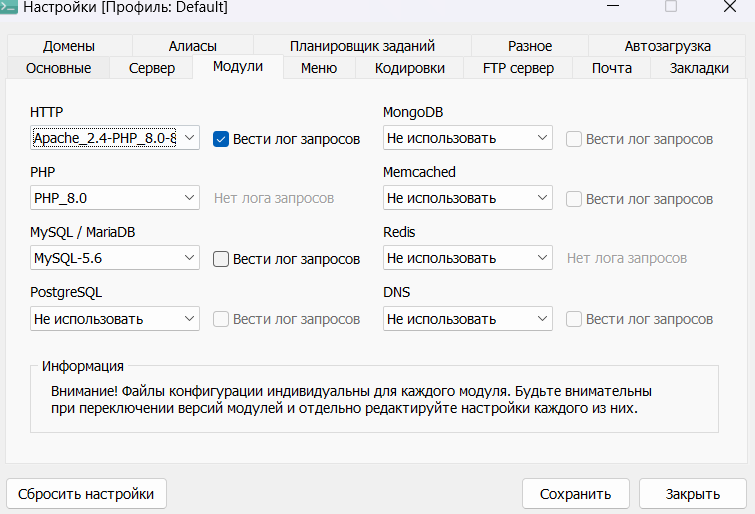 Настройки [Профиль: Default]
Домены Алиасы Планировщик заданий Разное Автозагрузка
Основные Сервер Модули Меню Кодировки FTP сервер Почта Закладки
HTTP MongoDB
Apache_2.4-PHP_8.0-8 Вести лог запросов Не использовать Вести лог запросов
PHP Memcached
PHP_8.0 Нет лога запросов Не использовать Вести лог запросов
MySQL / MariaDB Redis
MySQL-5.6 Вести лог запросов Не использовать Нет лога запросов
PostgreSQL DNS
Не использовать Вести лог запросов Не использовать Вести лог запросов
Информация
Внимание! Файлы конфигурации индивидуальны для каждого модуля. Будьте внимательны
при переключении версий модулей и отдельно редактируйте настройки каждого из них.
Сбросить настройки Сохранить Закрыть